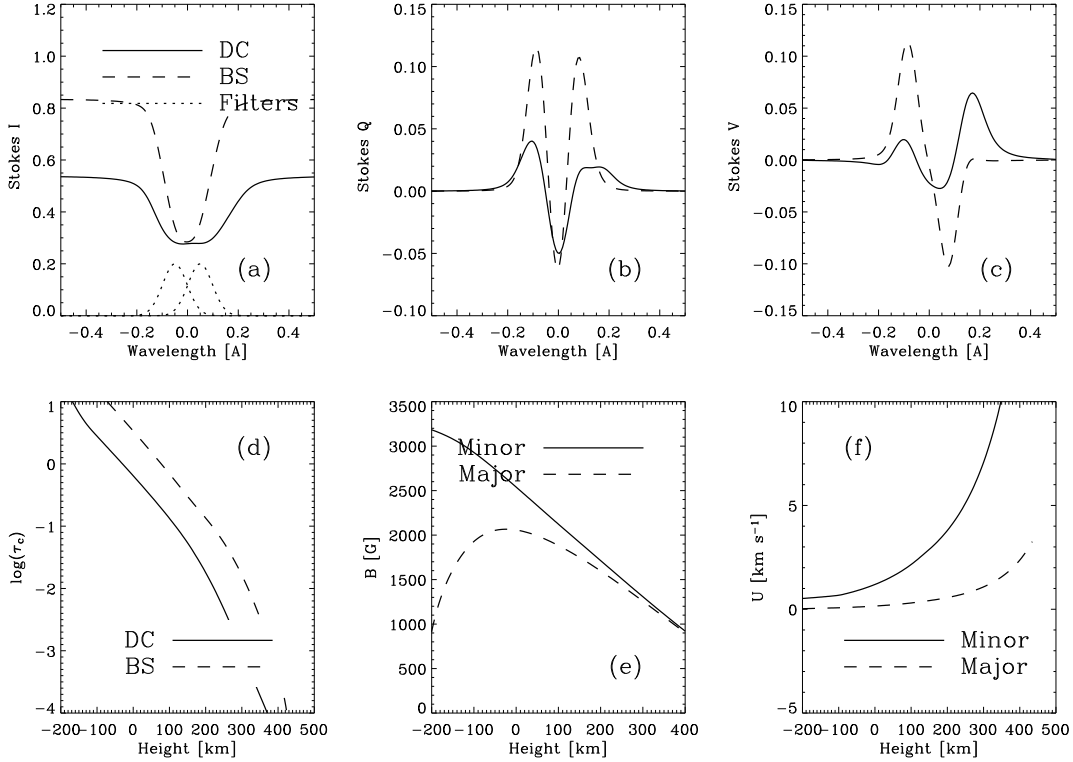 1.2
1.0
0.8
0.6
0.4
0.2
0.0
Stokes I
DC
BS
Filters
(a)
-0.4 -0.2 0.0 0.2 0.4
Wavelength [A]
0.15
0.10
0.05
0.00
-0.05
-0.10
Stokes Q
(b)
-0.4 -0.2 0.0 0.2 0.4
Wavelength [A]
0.15
0.10
0.05
0.00
-0.05
-0.10
-0.15
Stokes V
(c)
-0.4 -0.2 0.0 0.2 0.4
Wavelength [A]
1
0
-1
-2
-3
-4
log(τc)
(d)
DC
BS
-200 -100 0 100 200 300 400 500
Height [km]
3500
3000
2500
2000
1500
1000
500
0
B [G]
Minor
Major
(e)
-200 -100 0 100 200 300 400
Height [km]
10
5
0
-5
U [km s⁻¹]
(f)
Minor
Major
-200 -100 0 100 200 300 400 500
Height [km]